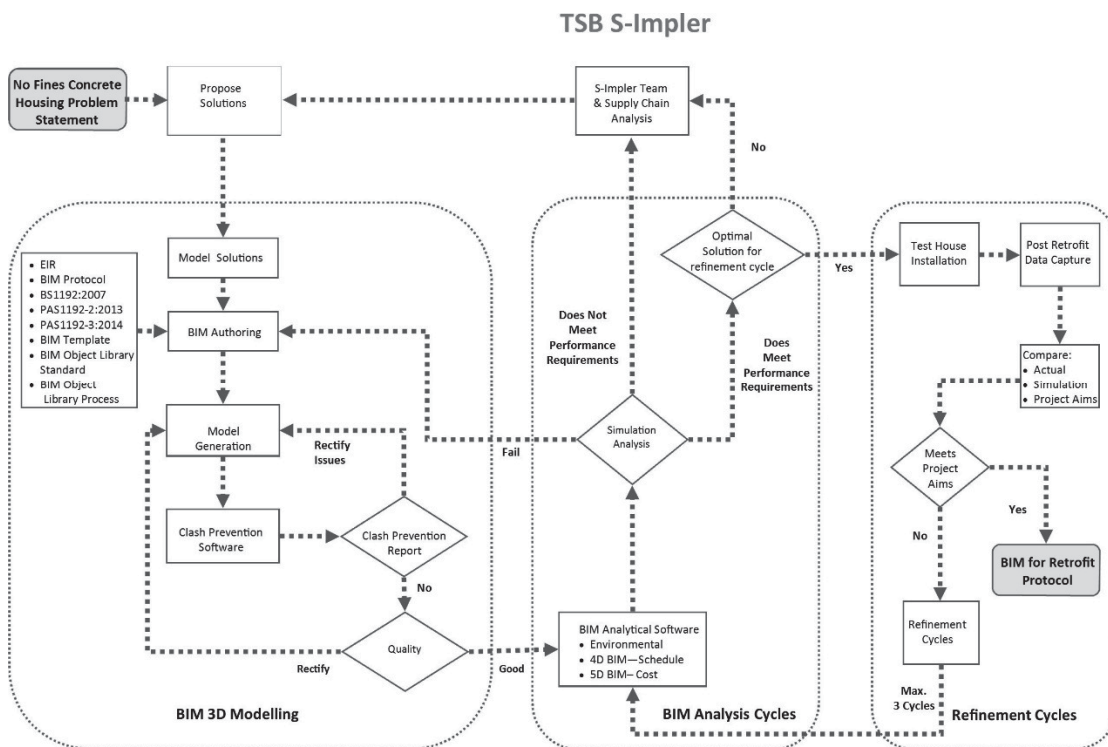 TSB S-Impler
No Fines Concrete
Housing Problem
Statement
Propose
Solutions
S-Impler Team
& Supply Chain
Analysis
No
Model Solutions
Optimal
Solution for
refinement cycle
Yes
Test House
Installation
Post Retrofit
Data Capture
• EIR
• BIM Protocol
• BS1192:2007
• PAS1192-2:2013
• PAS1192-3:2014
• BIM Template
• BIM Object Library
Standard
• BIM Object
Library Process
BIM Authoring
Does Not
Meet
Performance
Requirements
Does
Meet
Performance
Requirements
Compare:
• Actual
• Simulation
• Project Aims
Model
Generation
Rectify
Issues
Fail
Simulation
Analysis
Meets
Project
Aims
Clash Prevention
Software
Clash Prevention
Report
No
Yes
No
BIM for Retrofit
Protocol
Quality
Rectify
Good
BIM Analytical Software
• Environmental
• 4D BIM—Schedule
• 5D BIM– Cost
Refinement
Cycles
Max.
3 Cycles
BIM 3D Modelling
BIM Analysis Cycles
Refinement Cycles